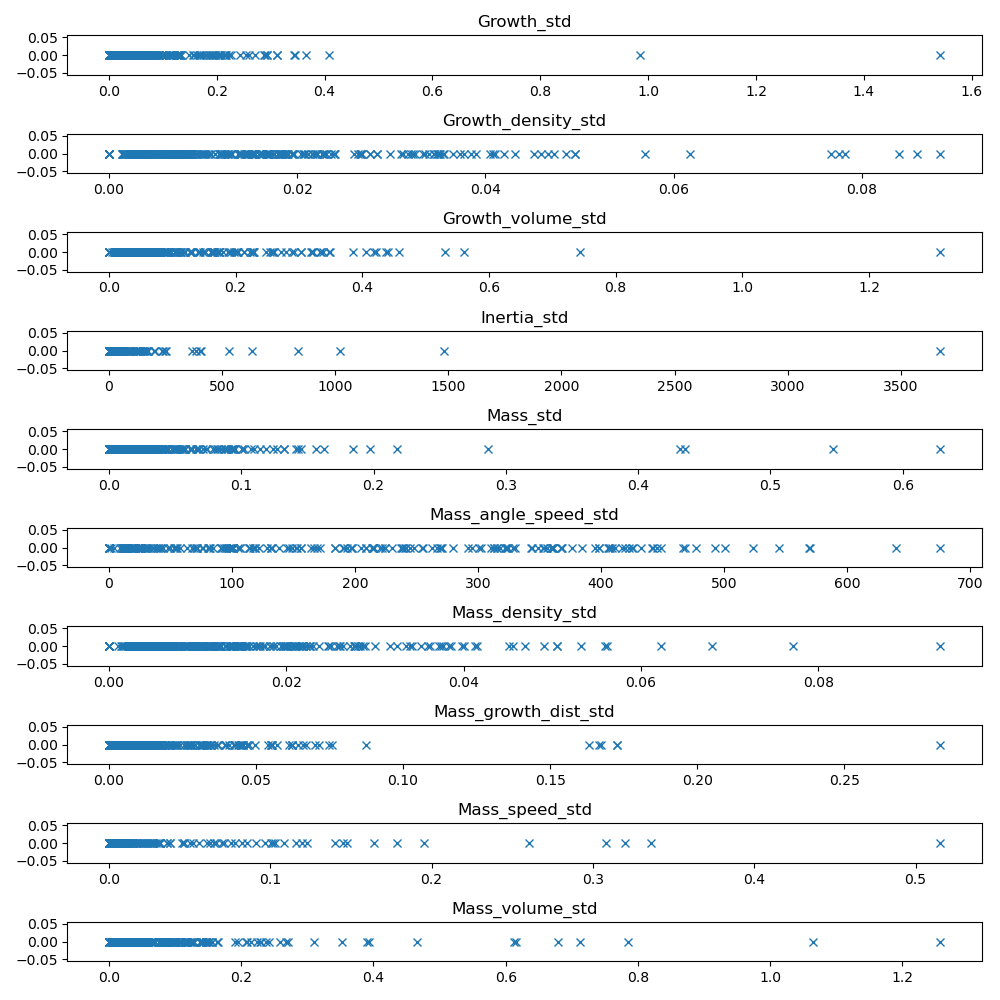 Growth_std
0.05
0.00
−0.05
0.0 0.2 0.4 0.6 0.8 1.0 1.2 1.4 1.6
Growth_density_std
0.05
0.00
−0.05
0.00 0.02 0.04 0.06 0.08
Growth_volume_std
0.05
0.00
−0.05
0.0 0.2 0.4 0.6 0.8 1.0 1.2
Inertia_std
0.05
0.00
−0.05
0 500 1000 1500 2000 2500 3000 3500
Mass_std
0.05
0.00
−0.05
0.0 0.1 0.2 0.3 0.4 0.5 0.6
Mass_angle_speed_std
0.05
0.00
−0.05
0 100 200 300 400 500 600 700
Mass_density_std
0.05
0.00
−0.05
0.00 0.02 0.04 0.06 0.08
Mass_growth_dist_std
0.05
0.00
−0.05
0.00 0.05 0.10 0.15 0.20 0.25
Mass_speed_std
0.05
0.00
−0.05
0.0 0.1 0.2 0.3 0.4 0.5
Mass_volume_std
0.05
0.00
−0.05
0.0 0.2 0.4 0.6 0.8 1.0 1.2